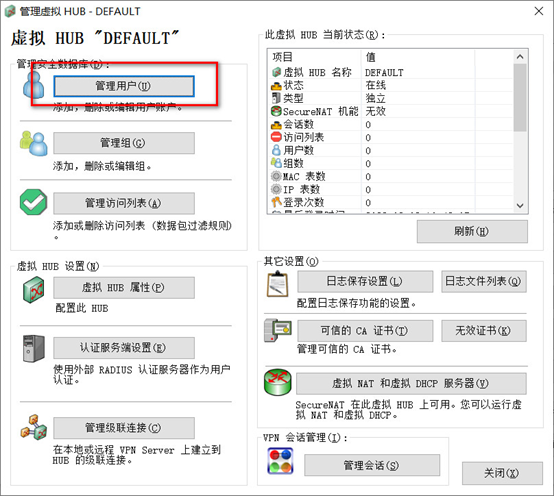 管理虚拟 HUB - DEFAULT
虚拟 HUB "DEFAULT"
管理安全数据库(D):
管理用户(U)
添加，删除或编辑用户账户。
管理组(G)
添加，删除或编辑组。
管理访问列表(A)
添加或删除访问列表 (数据包过滤规则)
。
虚拟 HUB 设置(N)
虚拟 HUB 属性(P)
配置此 HUB
认证服务端设置(E)
使用外部 RADIUS 认证服务器作为用户
认证。
管理级联连接(C)
在本地或远程 VPN Server 上建立到
HUB 的级联连接。
此虚拟 HUB 当前状态(R):
项目 值
虚拟 HUB 名称 DEFAULT
状态 在线
类型 独立
SecureNAT 机能 无效
会话数 0
访问列表 0
用户数 0
组数 0
MAC 表数 0
IP 表数 0
登录次数 0
刷新(H)
其它设置(O)
日志保存设置(L)
日志文件列表(Q)
配置日志保存功能的设置。
可信的 CA 证书(T)
无效证书(K)
管理可信的 CA 证书。
虚拟 NAT 和虚拟 DHCP 服务器(V)
SecureNAT 在此虚拟 HUB 上可用。您可以运行虚
拟 NAT 和虚拟 DHCP。
VPN 会话管理(I):
管理会话(S)
关闭(X)